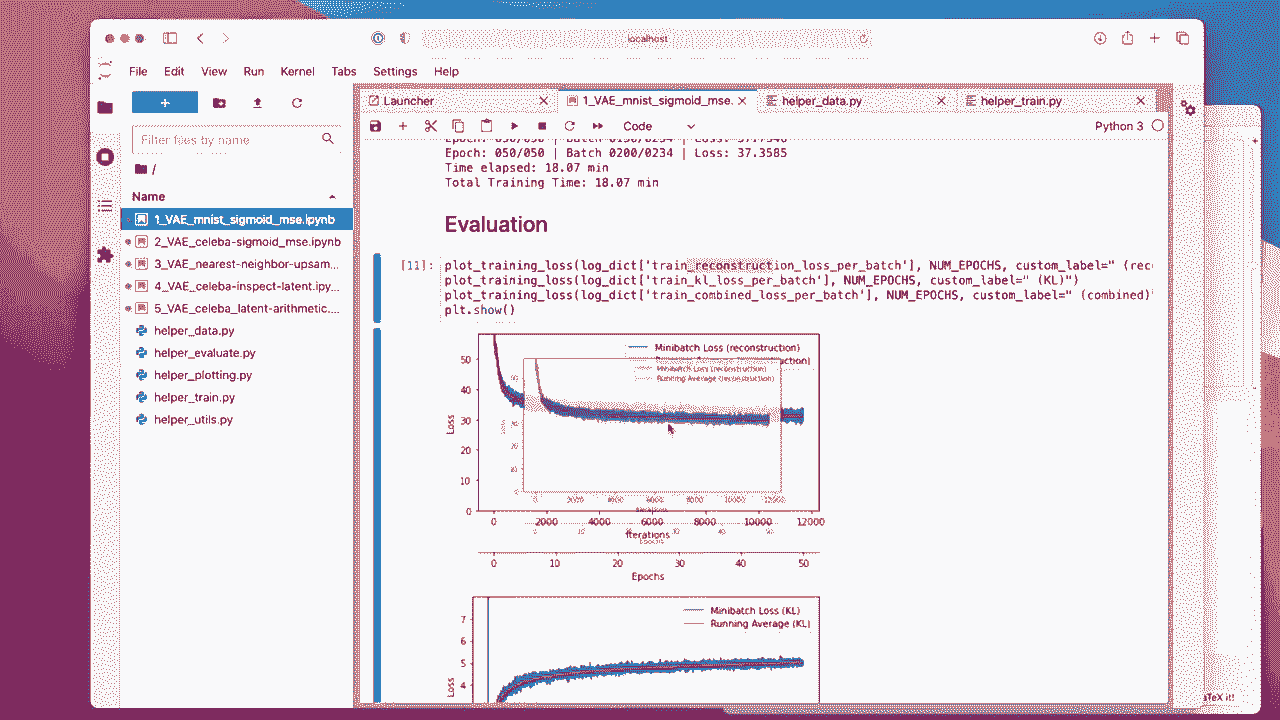 localhost
File Edit View Run Kernel Tabs Settings Help
Launcher
1_VAE_mnist_sigmoid_mse.
helper_data.py
helper_train.py
Filter files by name
Code
Python 3
/
Name
1_VAE_mnist_sigmoid_mse.ipynb
2_VAE_celeba-sigmoid_mse.ipynb
3_VAE_nearest-neighbor-upsam...
4_VAE_celeba-inspect-latent.ipy...
5_VAE_celeba_latent-arithmetic....
helper_data.py
helper_evaluate.py
helper_plotting.py
helper_train.py
helper_utils.py
Epoch: 050/050 | Batch 0200/0234 | Loss: 37.3585
Time elapsed: 18.07 min
Total Training Time: 18.07 min
Evaluation
[11]:
plot_training_loss(log_dict['train_reconstruction_loss_per_batch'], NUM_EPOCHS, custom_label=" (rec
plot_training_loss(log_dict['train_kl_loss_per_batch'], NUM_EPOCHS, custom_label=" (KL)")
plot_training_loss(log_dict['train_combined_loss_per_batch'], NUM_EPOCHS, custom_label=" (combined)"
plt.show()
Minibatch Loss (reconstruction)
Minibatch Loss (reconstruction)
Running Average (reconstruction)
50
40
30
20
10
0
Loss
0 2000 4000 6000 8000 10000 12000
Iterations
0 10 20 30 40 50
Epochs
Minibatch Loss (KL)
Running Average (KL)
7
6
5
4
Loss